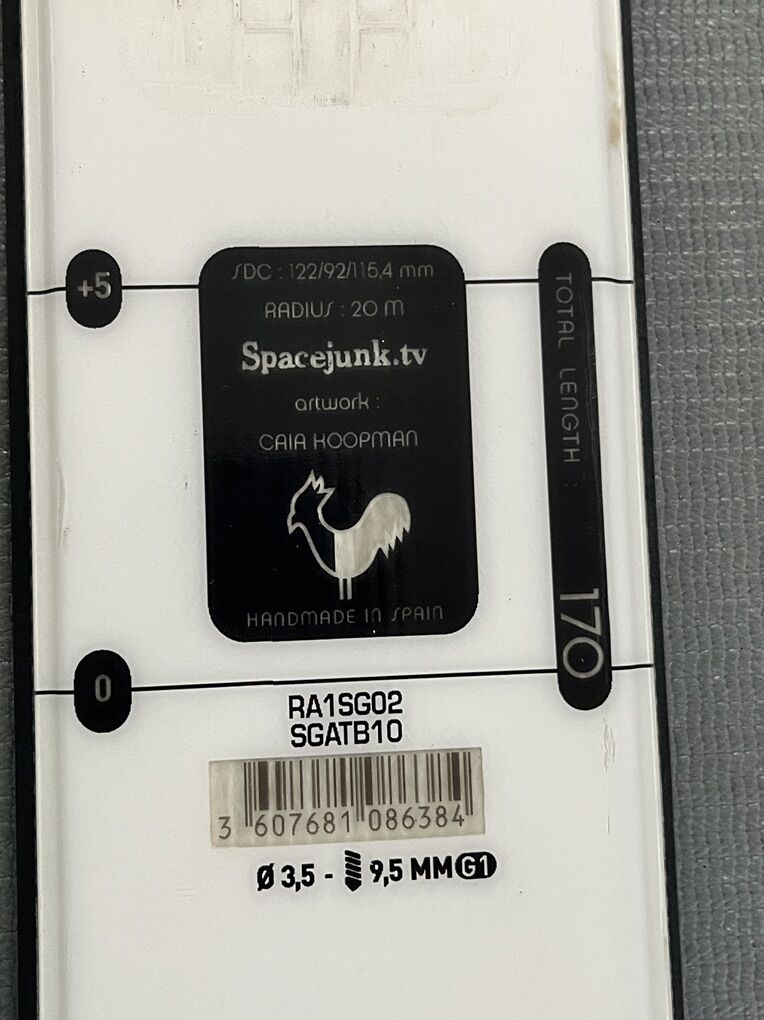 +5
SDC : 122/92/115,4 mm
RADIUS : 20 M
Spacejunk.tv
artwork :
CAIA KOOPMAN
HANDMADE IN SPAIN
TOTAL LENGTH : 170
0
RA1SG02
SGATB10
3 607681 086384
Ø 3,5 - 9,5 MM G1